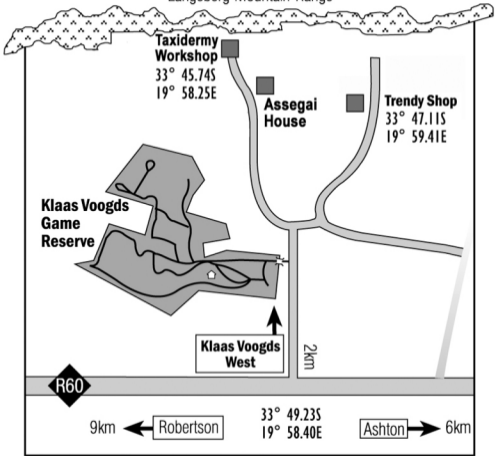 Langeberg Mountain Range
Taxidermy
Workshop
33° 45.74S
19° 58.25E
Assegai
House
Trendy Shop
33° 47.11S
19° 59.41E
Klaas Voogds
Game
Reserve
Klaas Voogds
West
2km
R60
9km
Robertson
33° 49.23S
19° 58.40E
Ashton
6km